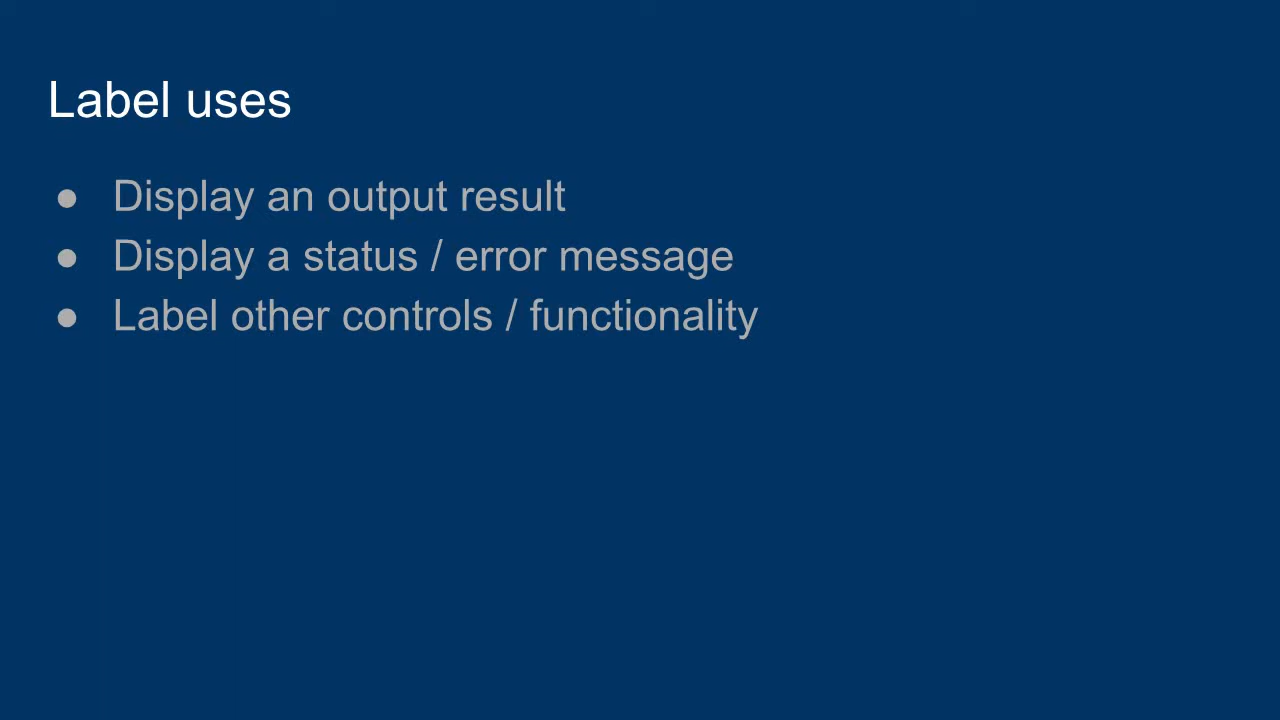 Label uses
● Display an output result
● Display a status / error message
● Label other controls / functionality